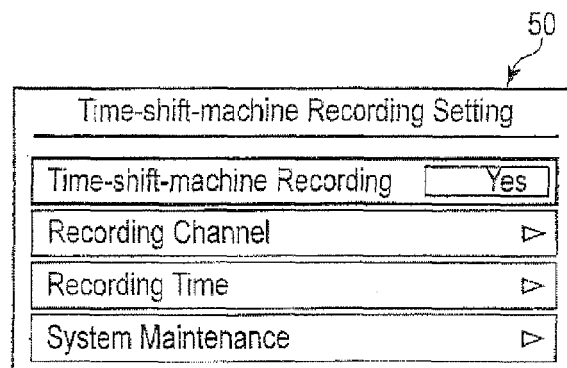 50
Time-shift-machine Recording Setting
Time-shift-machine Recording Yes
Recording Channel
Recording Time
System Maintenance